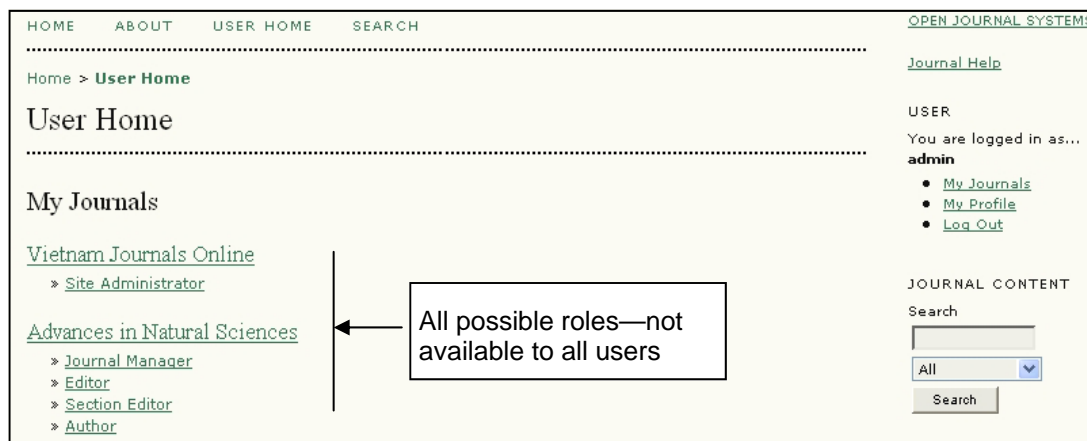 HOME ABOUT USER HOME SEARCH
Home > User Home
User Home
My Journals
Vietnam Journals Online
» Site Administrator
Advances in Natural Sciences
» Journal Manager
» Editor
» Section Editor
» Author
All possible roles—not
available to all users
OPEN JOURNAL SYSTEMS
Journal Help
USER
You are logged in as...
admin
• My Journals
• My Profile
• Log Out
JOURNAL CONTENT
Search
All
Search